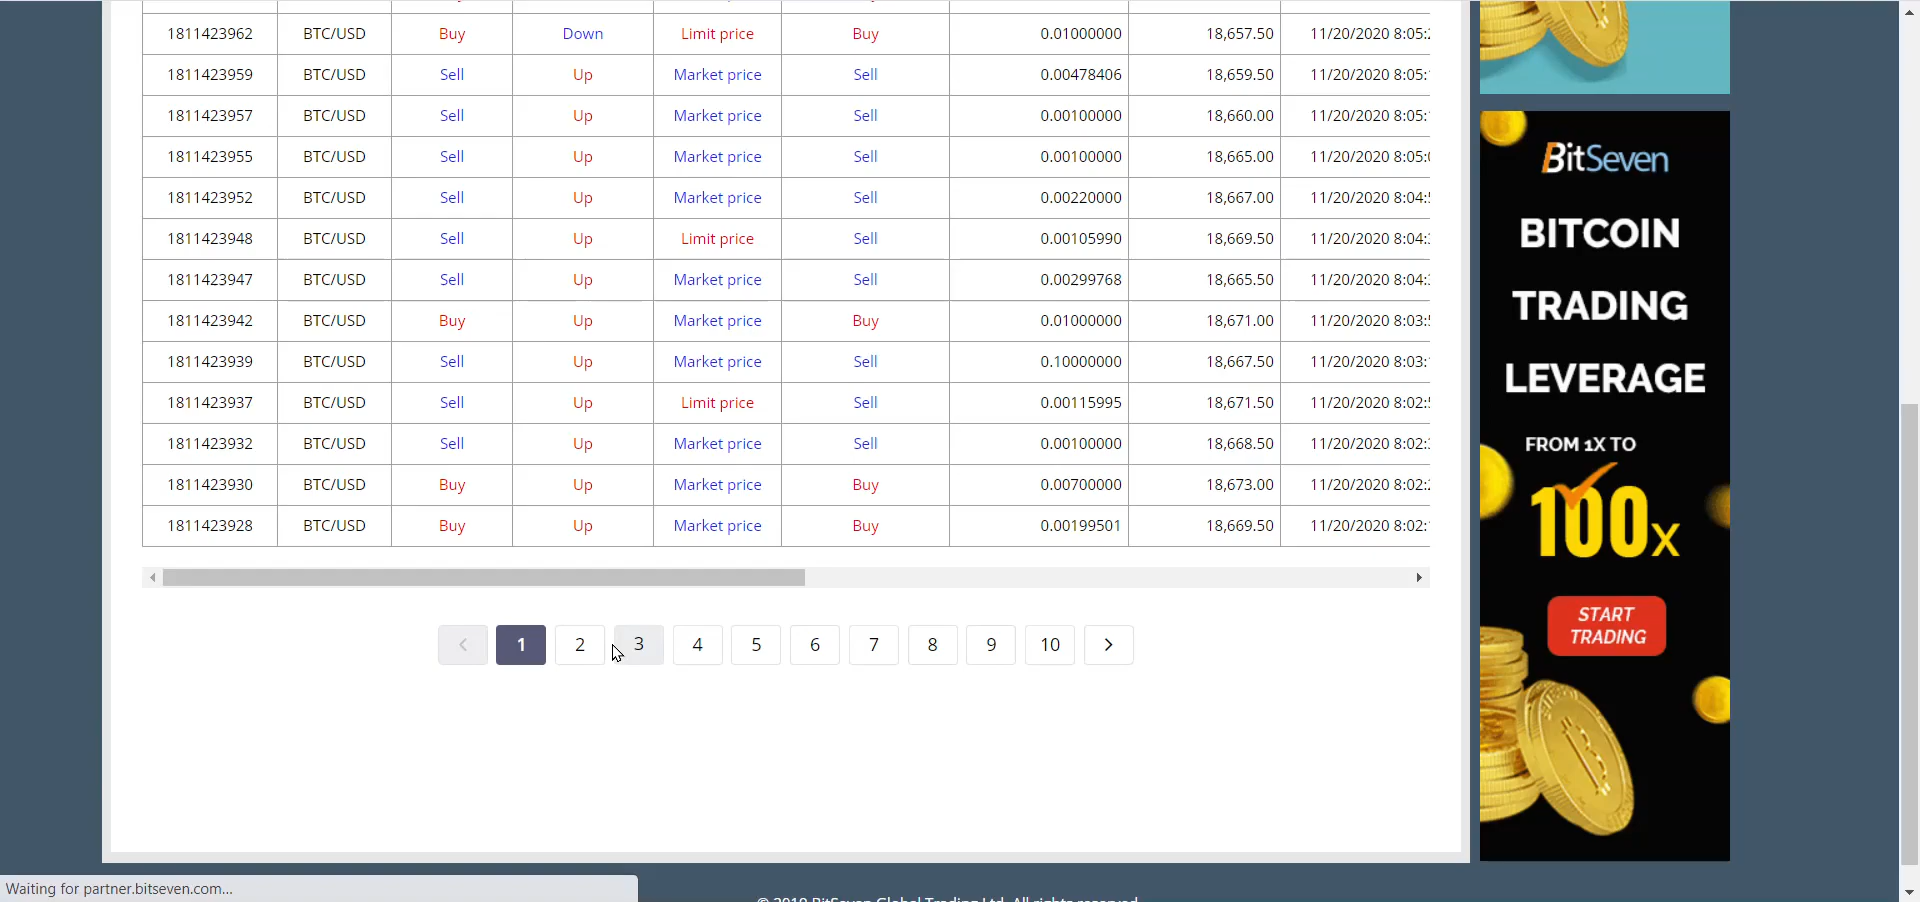 1811423962 BTC/USD Buy Down Limit price Buy 0.01000000 18,657.50 11/20/2020 8:05:
1811423959 BTC/USD Sell Up Market price Sell 0.00478406 18,659.50 11/20/2020 8:05:
1811423957 BTC/USD Sell Up Market price Sell 0.00100000 18,660.00 11/20/2020 8:05:
1811423955 BTC/USD Sell Up Market price Sell 0.00100000 18,665.00 11/20/2020 8:05:
1811423952 BTC/USD Sell Up Market price Sell 0.00220000 18,667.00 11/20/2020 8:04:
1811423948 BTC/USD Sell Up Limit price Sell 0.00105990 18,669.50 11/20/2020 8:04:
1811423947 BTC/USD Sell Up Market price Sell 0.00299768 18,665.50 11/20/2020 8:04:
1811423942 BTC/USD Buy Up Market price Buy 0.01000000 18,671.00 11/20/2020 8:03:
1811423939 BTC/USD Sell Up Market price Sell 0.10000000 18,667.50 11/20/2020 8:03:
1811423937 BTC/USD Sell Up Limit price Sell 0.00115995 18,671.50 11/20/2020 8:02:
1811423932 BTC/USD Sell Up Market price Sell 0.00100000 18,668.50 11/20/2020 8:02:
1811423930 BTC/USD Buy Up Market price Buy 0.00700000 18,673.00 11/20/2020 8:02:
1811423928 BTC/USD Buy Up Market price Buy 0.00199501 18,669.50 11/20/2020 8:02:
1 2 3 4 5 6 7 8 9 10
BitSeven
BITCOIN
TRADING
LEVERAGE
FROM 1X TO
100x
START
TRADING
Waiting for partner.bitseven.com...
© 2019 BitSeven Global Trading Ltd. All rights reserved